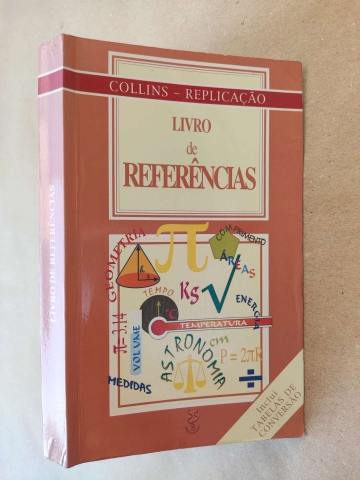 COLLINS – REPLICAÇÃO
LIVRO
de
REFERÊNCIAS
LIVRO DE REFERÊNCIAS
GEOMETRIA
π
COMPRIMENTO
ÁREAS
TEMPO
KS
√
ENERGIA
°C
TEMPERATURA
π=3.14
VOLUME
ASTRONOMIA
cm
P = 2πR
÷
MEDIDAS
Inclui
TABELAS DE
CONVERSÃO